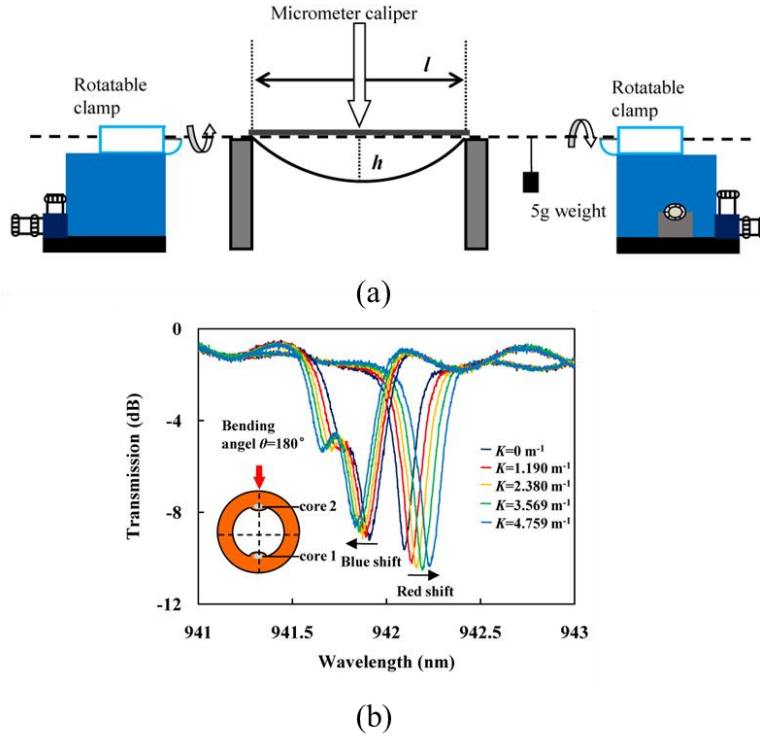 Micrometer caliper
l
Rotatable
clamp
Rotatable
clamp
h
5g weight
(a)
0
-4
-8
-12
Transmission (dB)
Bending
angel θ=180°
core 2
core 1
K=0 m⁻¹
K=1.190 m⁻¹
K=2.380 m⁻¹
K=3.569 m⁻¹
K=4.759 m⁻¹
Blue shift
Red shift
941 941.5 942 942.5 943
Wavelength (nm)
(b)